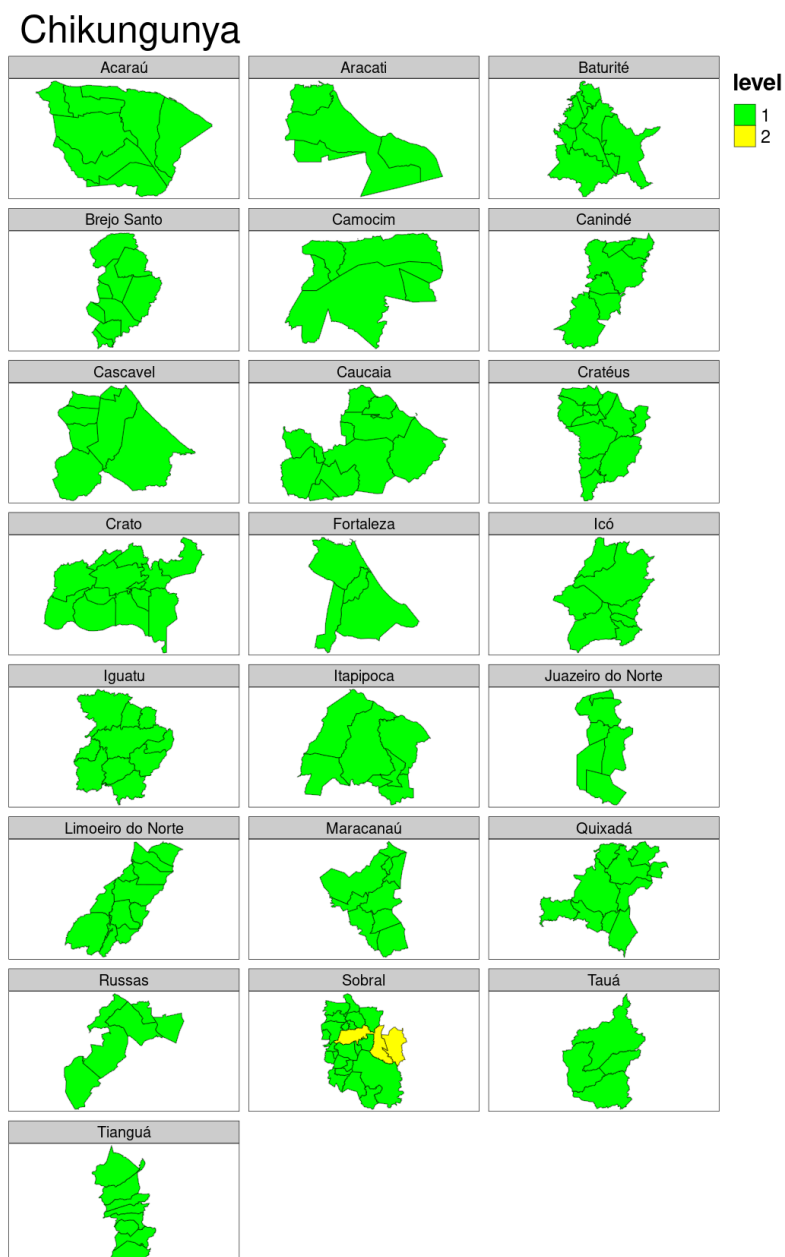 Chikungunya
Acaraú
Aracati
Baturité
level
1
2
Brejo Santo
Camocim
Canindé
Cascavel
Caucaia
Cratéus
Crato
Fortaleza
Icó
Iguatu
Itapipoca
Juazeiro do Norte
Limoeiro do Norte
Maracanaú
Quixadá
Russas
Sobral
Tauá
Tianguá